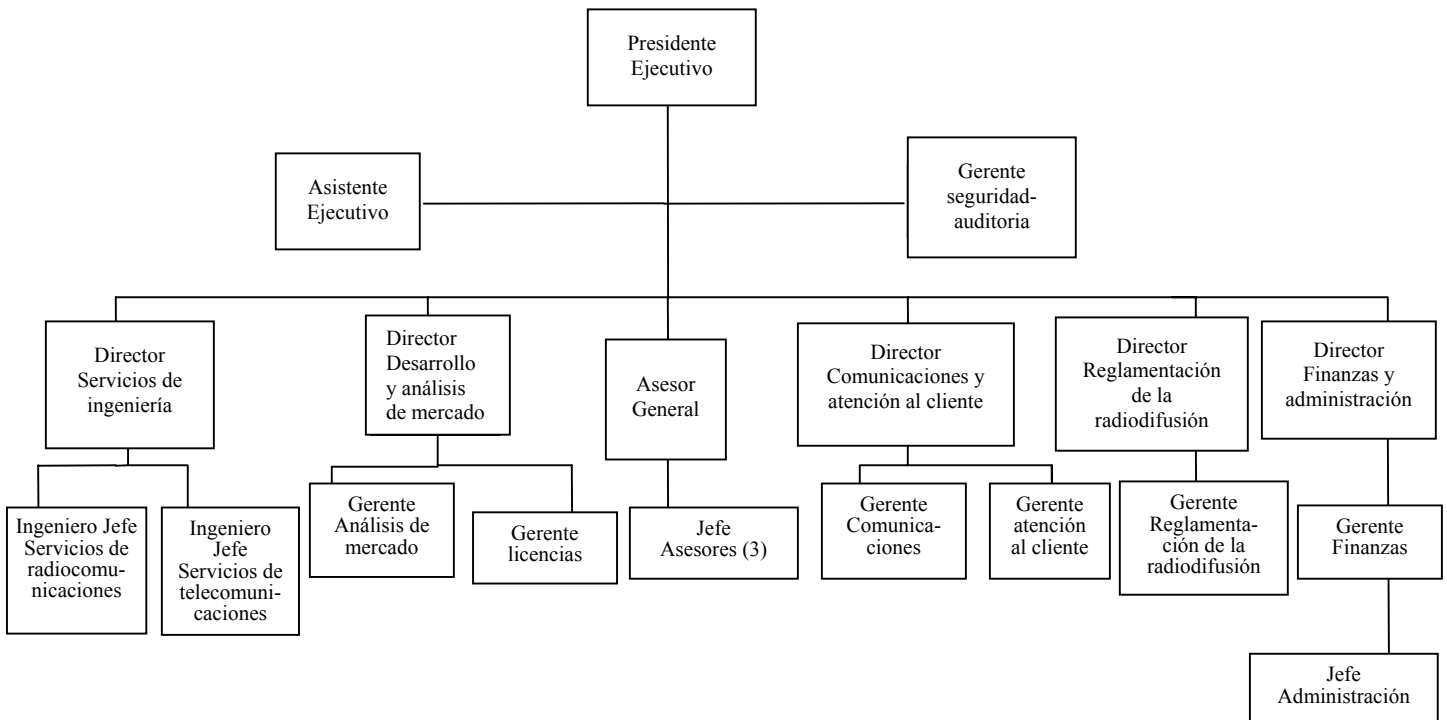 Presidente
Ejecutivo
Asistente
Ejecutivo
Gerente
seguridad-
auditoria
Director
Servicios de
ingeniería
Director
Desarrollo
y análisis
de mercado
Asesor
General
Director
Comunicaciones y
atención al cliente
Director
Reglamentación
de la
radiodifusión
Director
Finanzas y
administración
Ingeniero Jefe
Servicios de
radiocomu-
nicaciones
Ingeniero
Jefe
Servicios de
telecomuni-
caciones
Gerente
Análisis de
mercado
Gerente
licencias
Jefe
Asesores (3)
Gerente
Comunica-
ciones
Gerente
atención
al cliente
Gerente
Reglamenta-
ción de la
radiodifusión
Gerente
Finanzas
Jefe
Administración